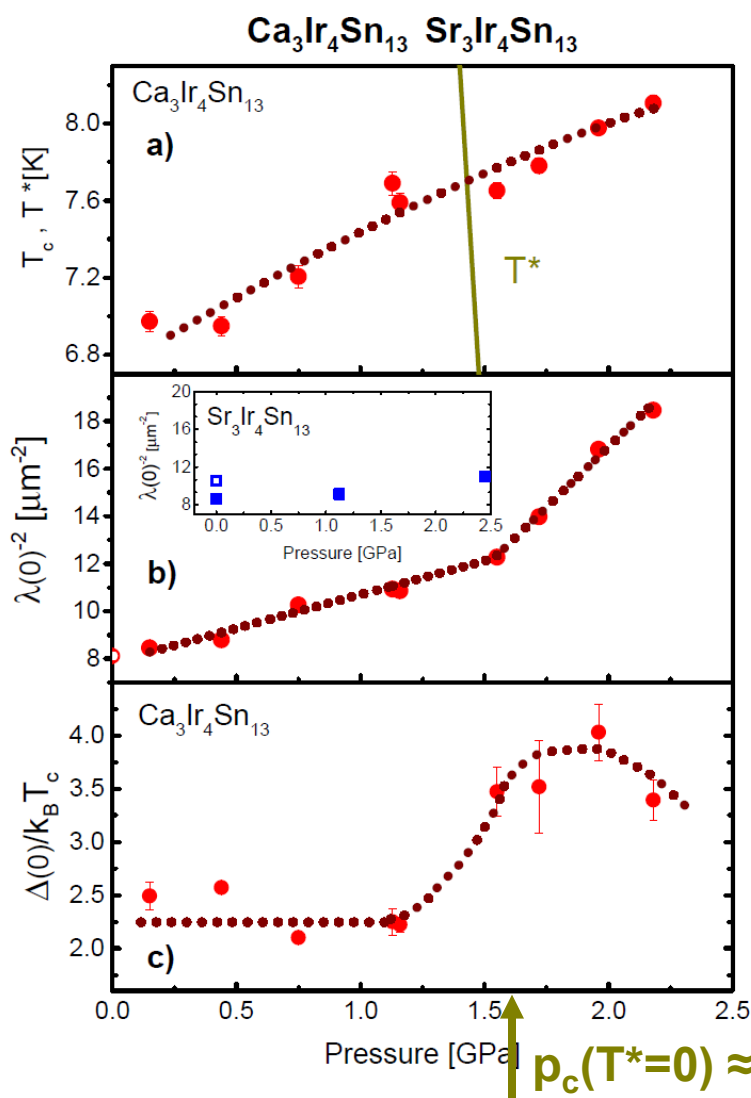 Ca3Ir4Sn13 Sr3Ir4Sn13
Ca3Ir4Sn13
a)
Tc , T*[K]
8.0
7.6
7.2
6.8
T*
Sr3Ir4Sn13
λ(0)-2 [μm-2]
20
16
12
8
0.0 0.5 1.0 1.5 2.0 2.5
Pressure [GPa]
b)
λ(0)-2 [μm-2]
18
16
14
12
10
8
Ca3Ir4Sn13
c)
Δ(0)/kBTc
4.0
3.5
3.0
2.5
2.0
0.0 0.5 1.0 1.5 2.0 2.5
Pressure [GPa]
pc(T*=0) ≈